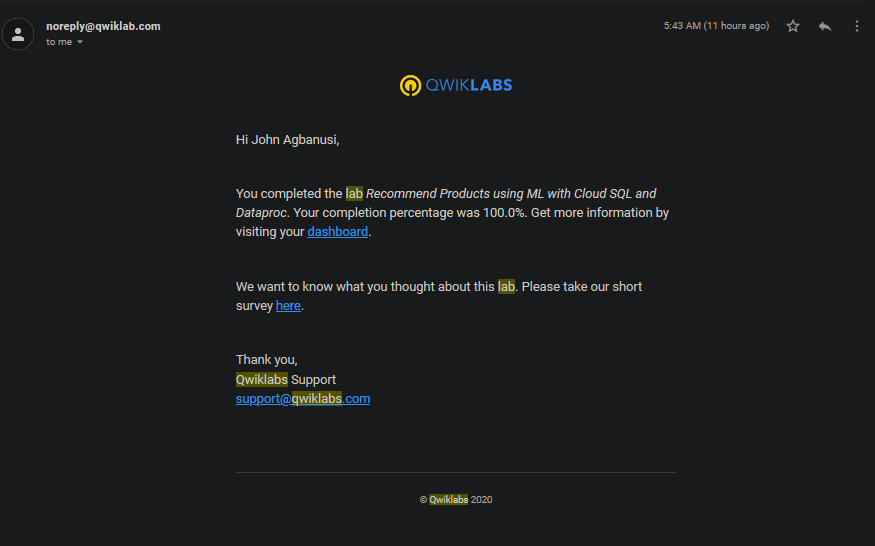 noreply@qwiklab.com
5:43 AM (11 hours ago)
to me
QWIKLABS
Hi John Agbanusi,
You completed the lab Recommend Products using ML with Cloud SQL and
Dataproc. Your completion percentage was 100.0%. Get more information by
visiting your dashboard.
We want to know what you thought about this lab. Please take our short
survey here.
Thank you,
Qwiklabs Support
support@qwiklabs.com
© Qwiklabs 2020